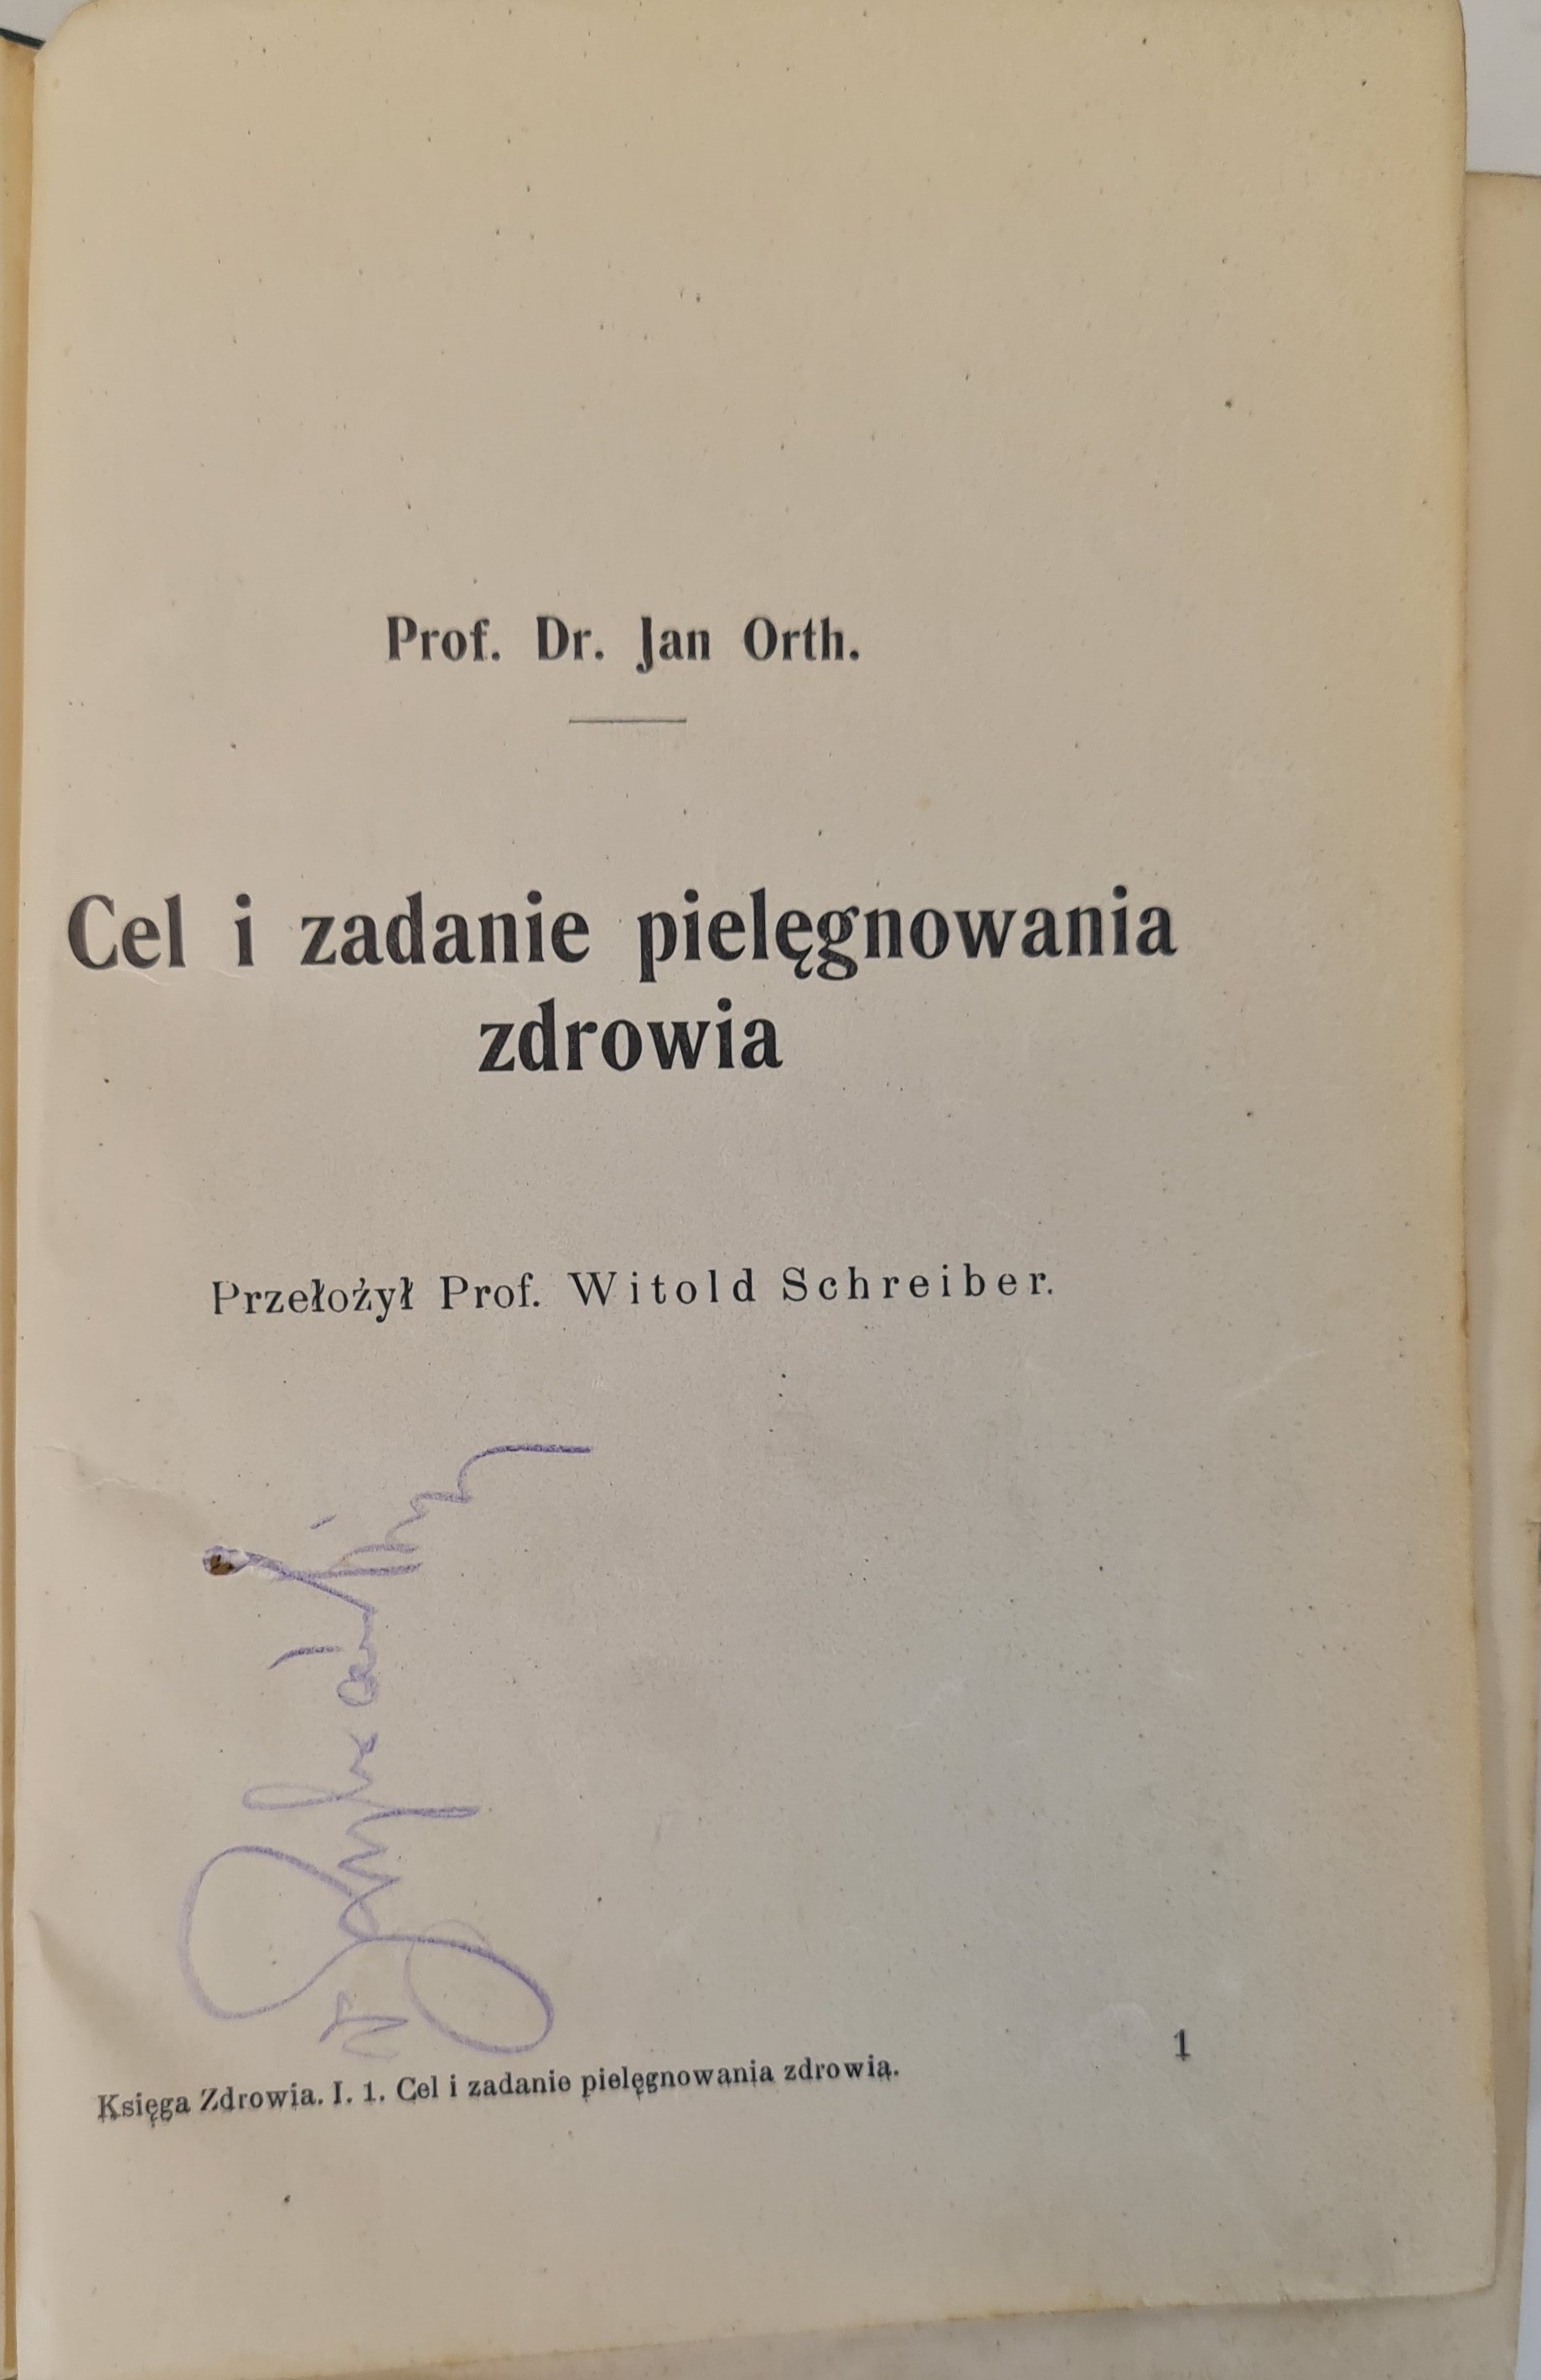 Prof. Dr. Jan Orth.
Cel i zadanie pielęgnowania
zdrowia
Przełożył Prof. Witold Schreiber.
Księga Zdrowia. I. 1. Cel i zadanie pielęgnowania zdrowia.
1